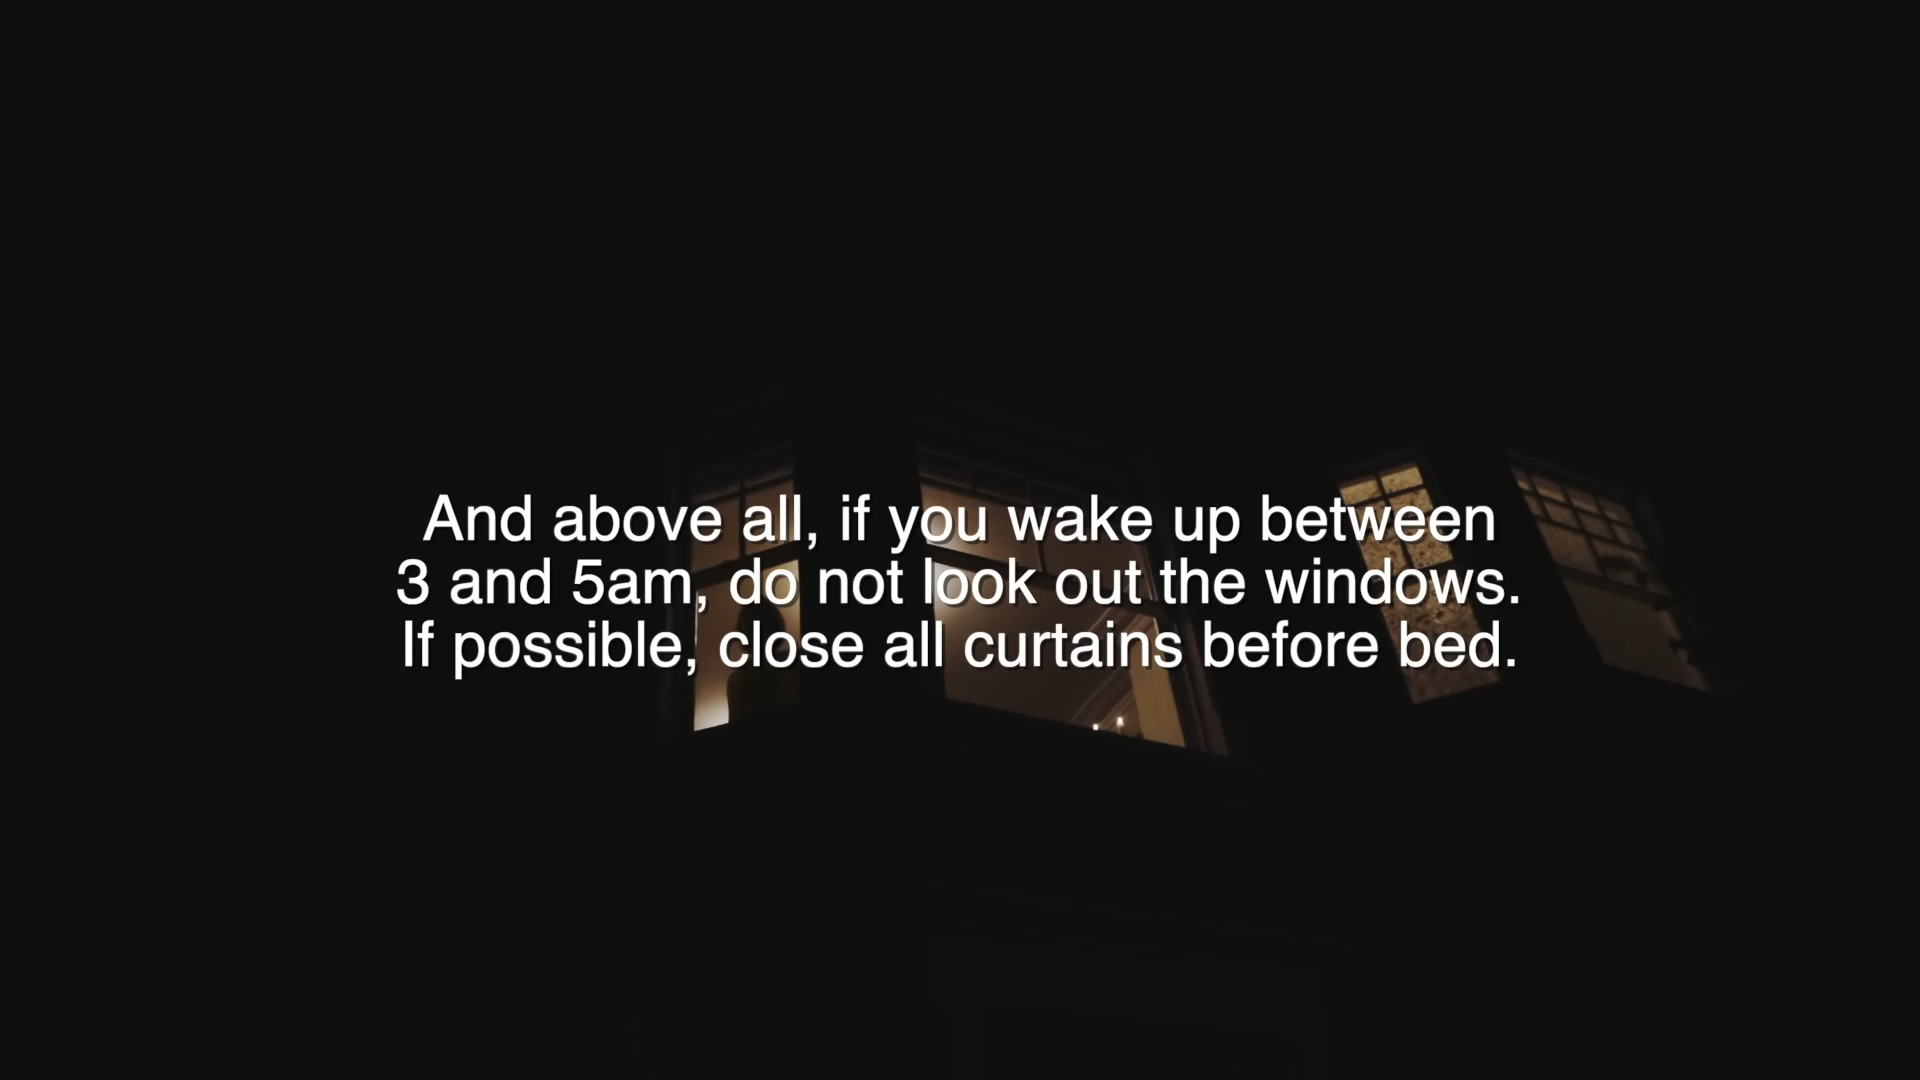 And above all, if you wake up between
3 and 5am, do not look out the windows.
If possible, close all curtains before bed.